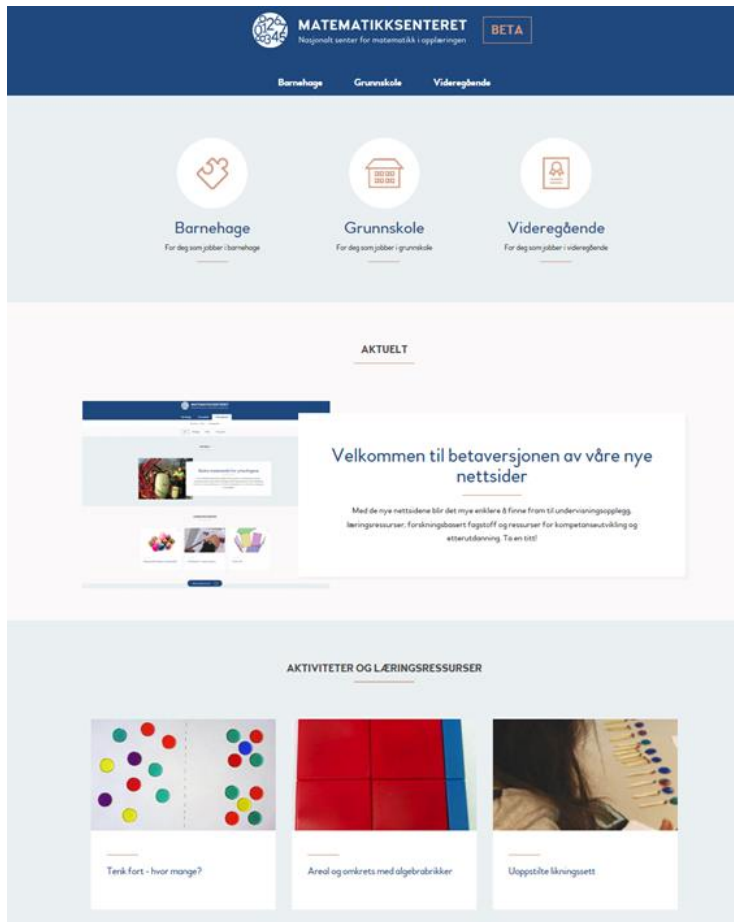 MATEMATIKKSENTERET
Nasjonalt senter for matematikk i opplæringen
BETA
Barnehage Grunnskole Videregående
Barnehage
For deg som jobber i barnehage
Grunnskole
For deg som jobber i grunnskole
Videregående
For deg som jobber i videregående
AKTUELT
MATEMATIKKSENTERET
Velkommen til betaversjonen av våre nye
nettsider
Med de nye nettsidene blir det mye enklere å finne fram til undervisningsopplegg,
læringsressurser, forskningsbasert fagstoff og ressurser for kompetanseutvikling og
etterutdanning. Ta en titt!
AKTIVITETER OG LÆRINGSRESSURSER
Tenk fort - hvor mange?
Areal og omkrets med algebrabrikker
Uoppstilte likningssett